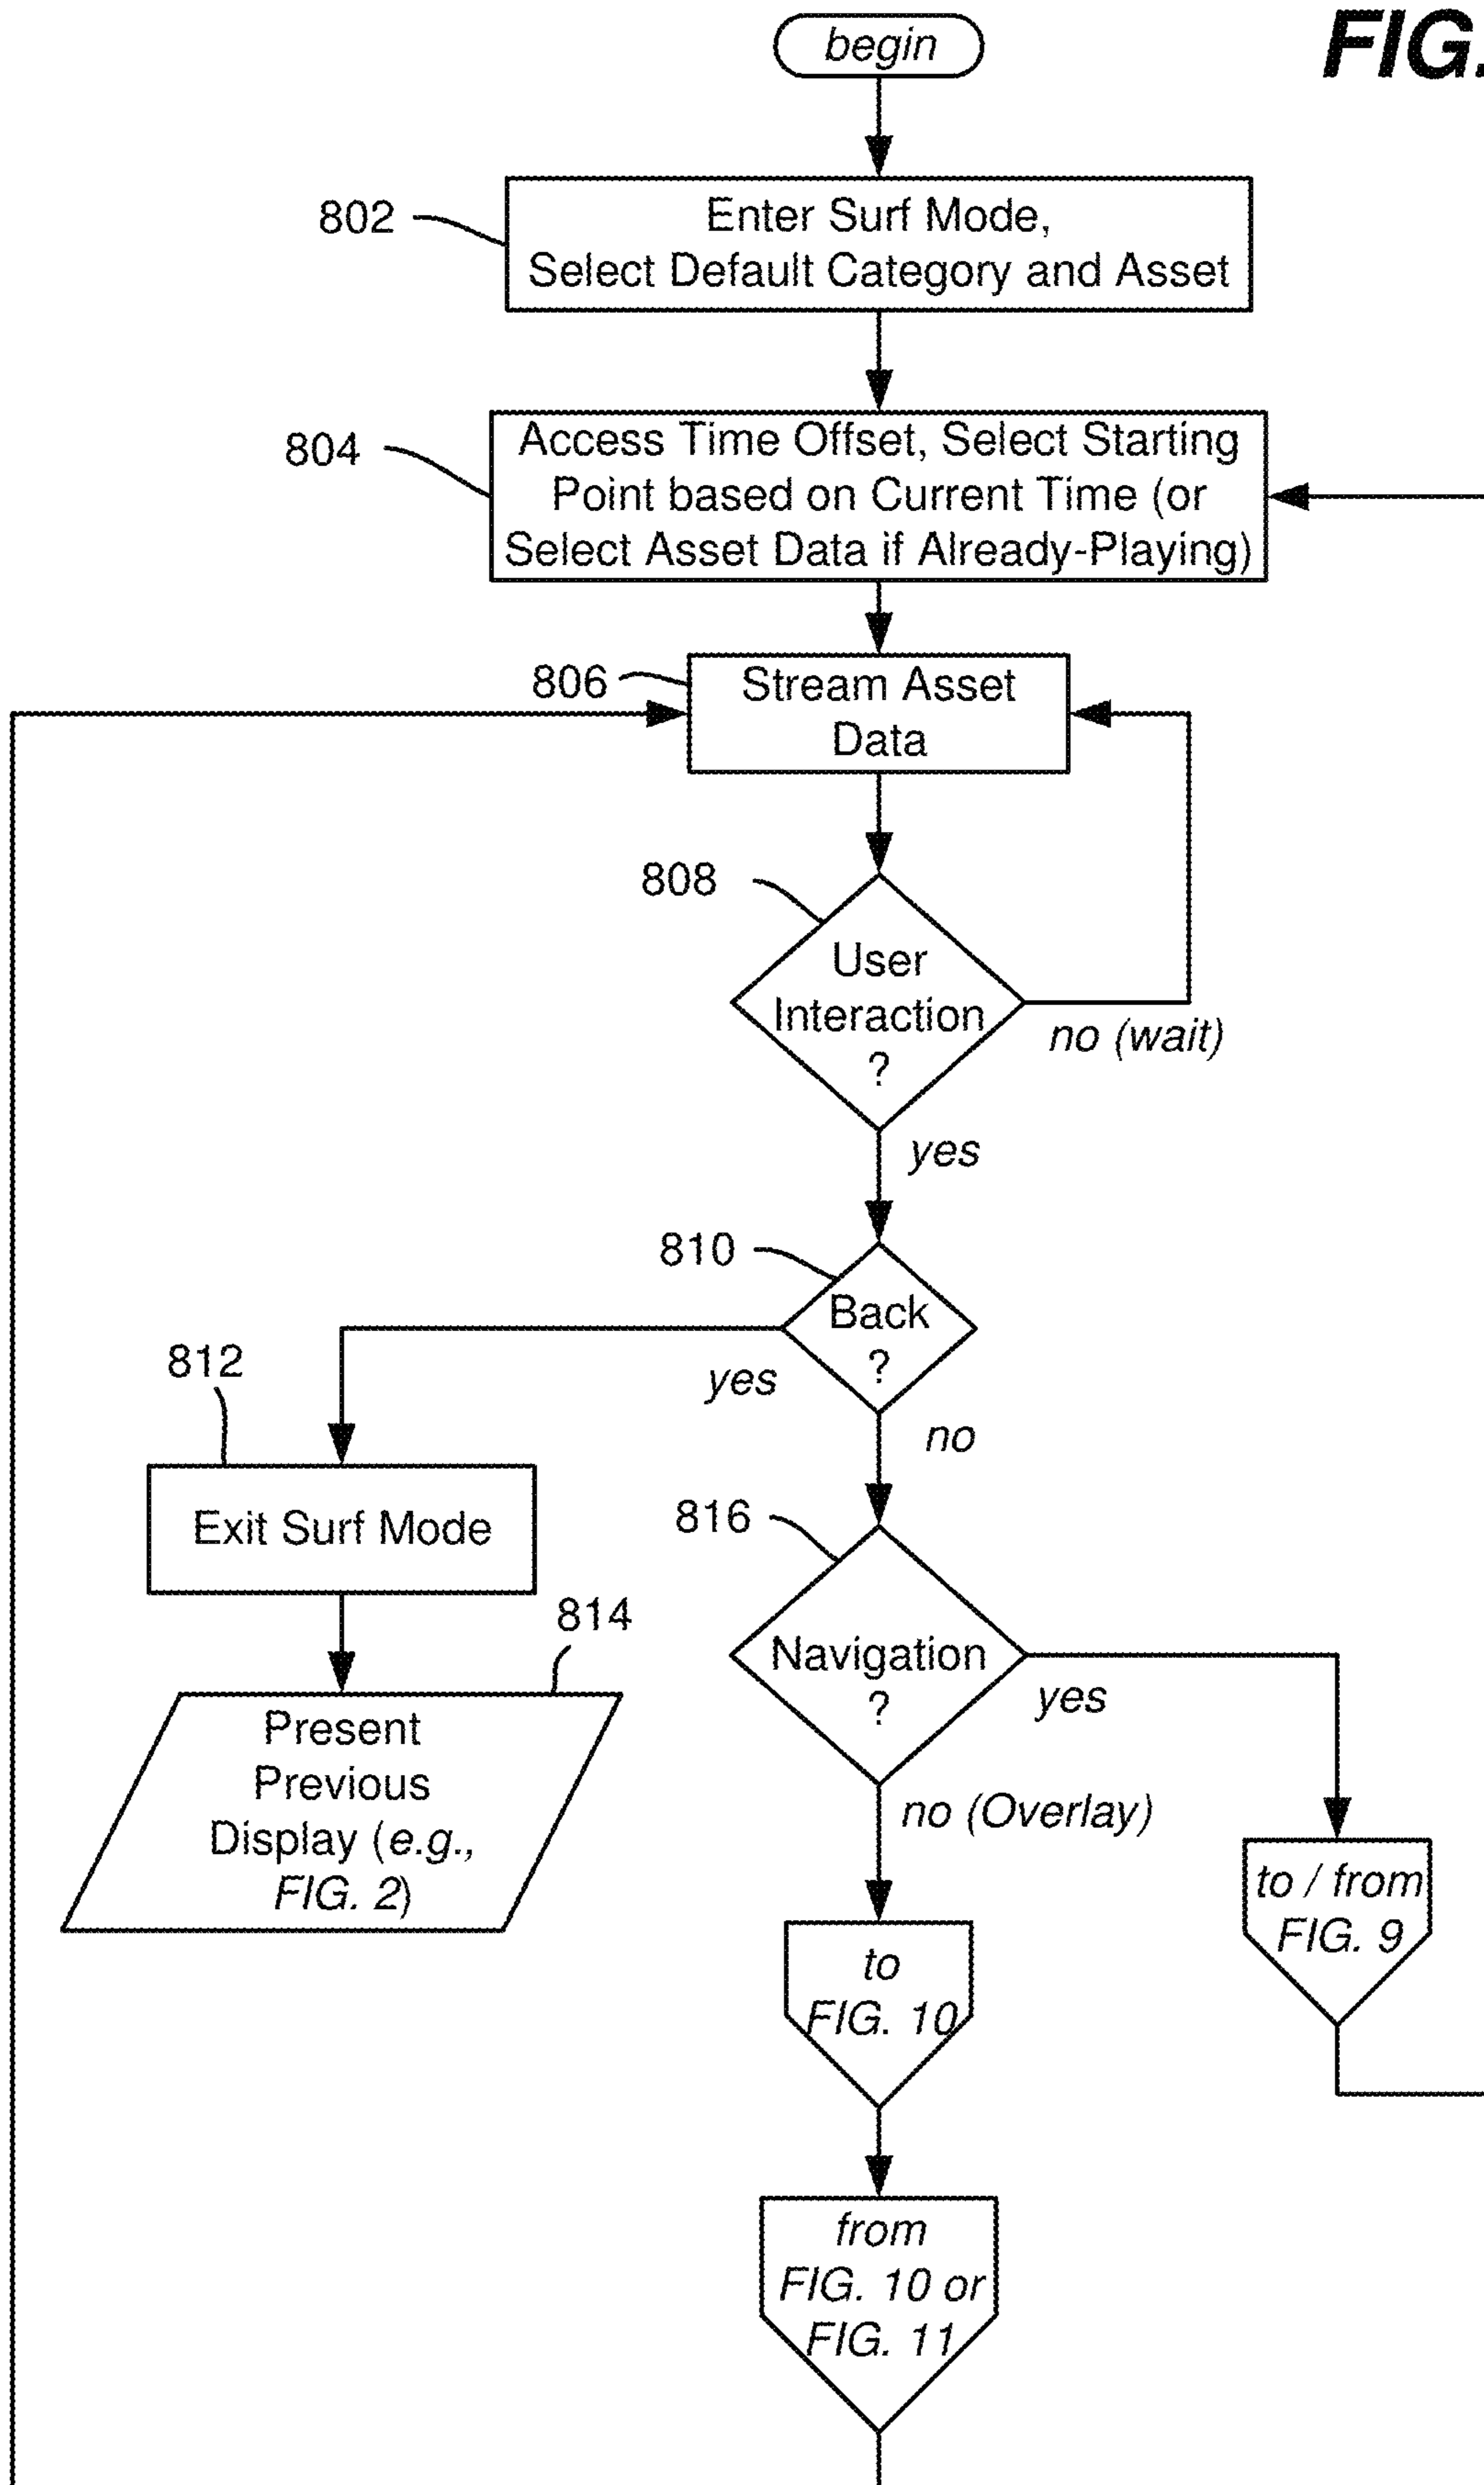 FIG.
begin
802
Enter Surf Mode,
Select Default Category and Asset
804
Access Time Offset, Select Starting
Point based on Current Time (or
Select Asset Data if Already-Playing)
806
Stream Asset
Data
808
User
Interaction
?
no (wait)
yes
810
Back
?
yes
no
812
Exit Surf Mode
814
Present
Previous
Display (e.g.,
FIG. 2)
816
Navigation
?
yes
no (Overlay)
to / from
FIG. 9
to
FIG. 10
from
FIG. 10 or
FIG. 11